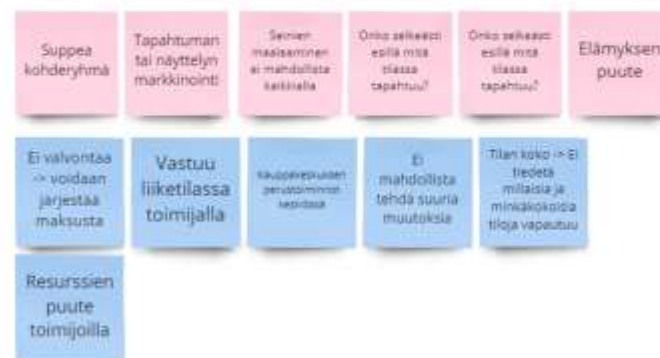 Suppea
kohderyhmä
Tapahtuman
tai näyttelyn
markkinointi
Seinien
maalaaminen
ei mahdollista
kaikkialla
Onko selkeästi
esillä mitä
tilassa
tapahtuu?
Onko selkeästi
esillä mitä
tilassa
tapahtuu?
Elämyksen
puute
Ei valvontaa
-> voidaan
järjestää
maksusta
Vastuu
liiketilassa
toimijalla
Kauppakeskuksen
perustoiminnot
Ei
mahdollista
tehdä suuria
muutoksia
Tilan koko -> Ei
tiedetä
millaisia ja
minkäkokoisia
tiloja vapautuu
Resurssien
puute
toimijoilla